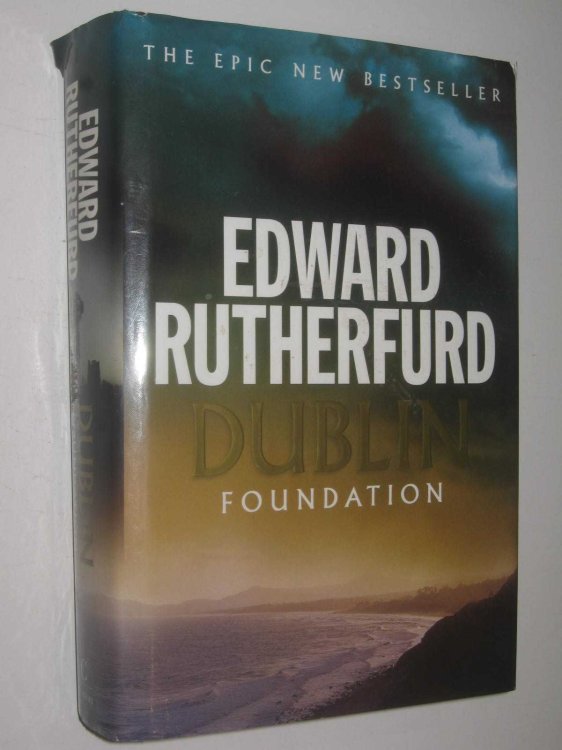 THE EPIC NEW BESTSELLER
EDWARD
RUTHERFURD
DUBLIN
FOUNDATION
EDWARD
RUTHERFURD
DUBLIN